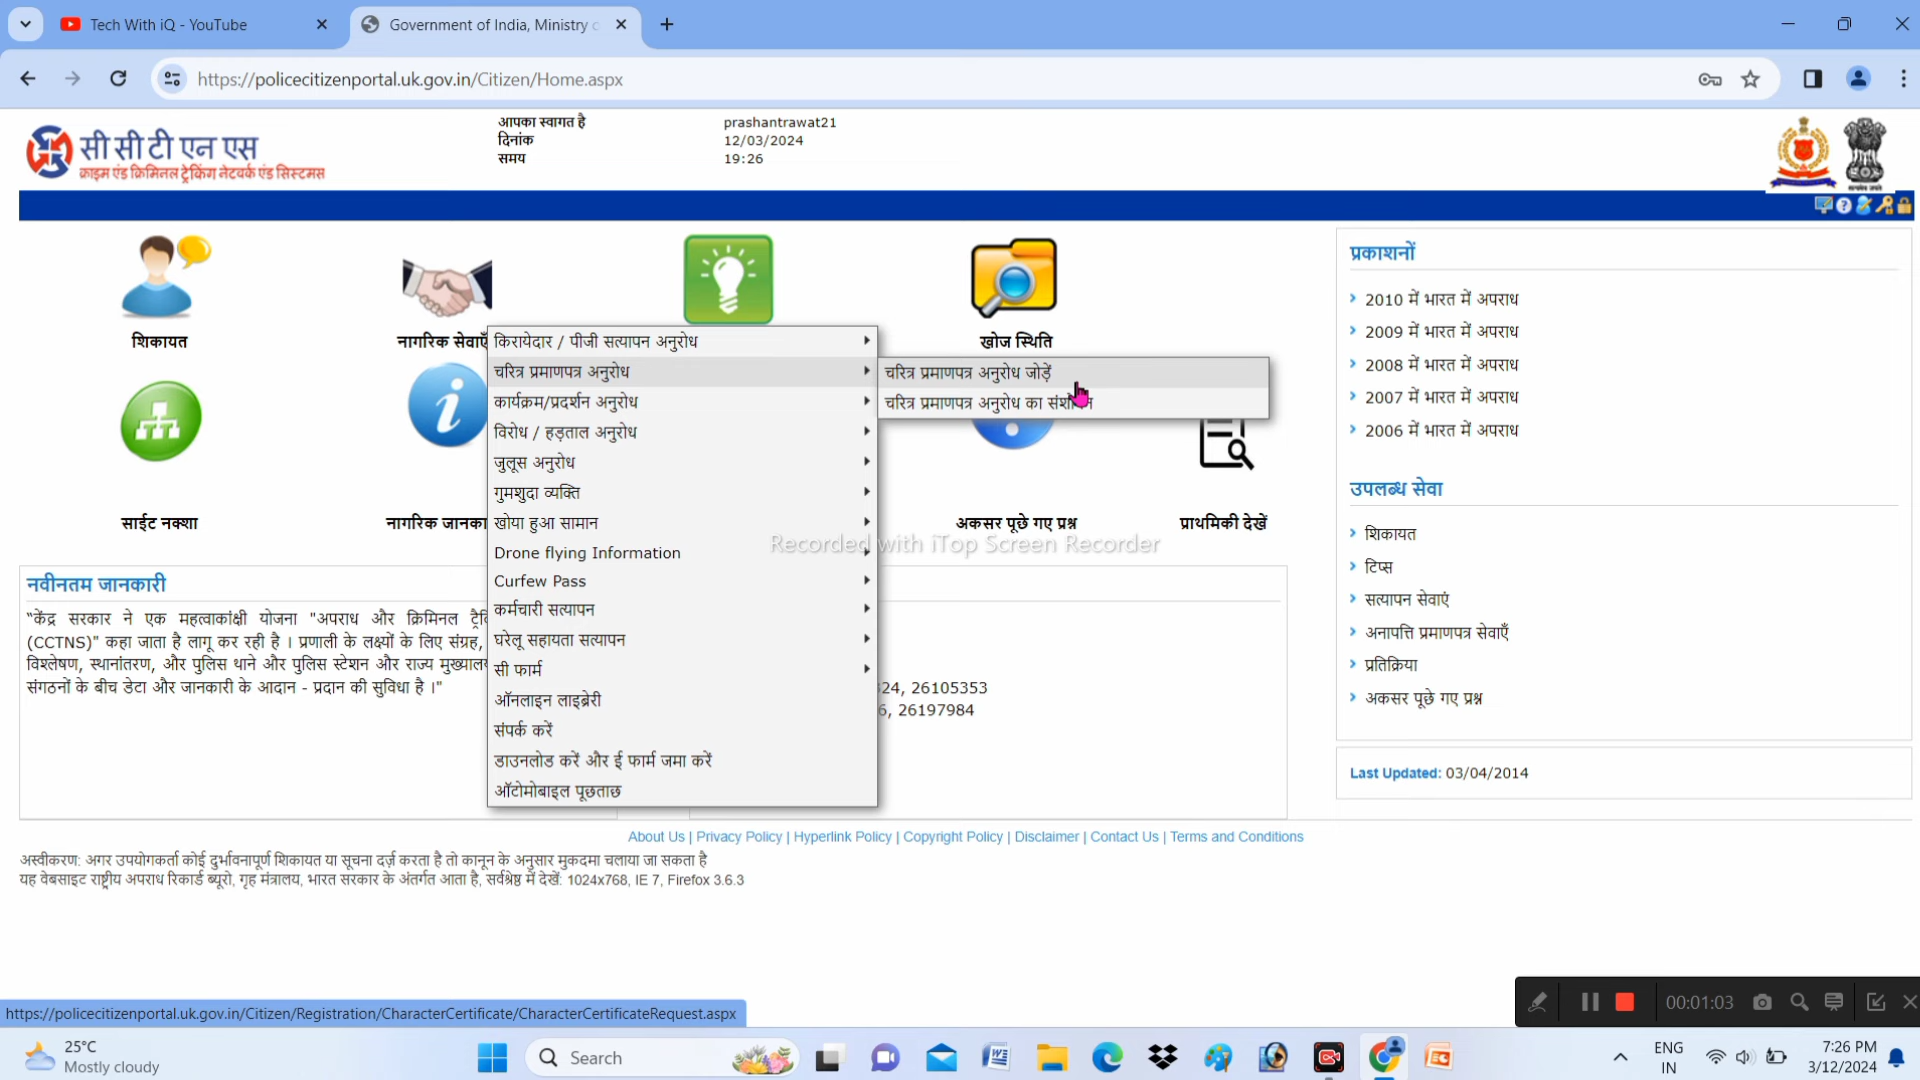 Tech With iQ - YouTube
Government of India, Ministry
https://policecitizenportal.uk.gov.in/Citizen/Home.aspx
सी सी टी एन एस
क्राइम एंड क्रिमिनल ट्रेकिंग नेटवर्क एंड सिस्टमस
आपका स्वागत है prashantrawat21
दिनांक 12/03/2024
समय 19:26
शिकायत
नागरिक सेवाएँ
खोज स्थिति
किरायेदार / पीजी सत्यापन अनुरोध
चरित्र प्रमाणपत्र अनुरोध
कार्यक्रम/प्रदर्शन अनुरोध
विरोध / हड़ताल अनुरोध
जुलूस अनुरोध
गुमशुदा व्यक्ति
खोया हुआ सामान
Drone flying Information
Curfew Pass
कर्मचारी सत्यापन
घरेलू सहायता सत्यापन
सी फार्म
ऑनलाइन लाइब्रेरी
संपर्क करें
डाउनलोड करें और ई फार्म जमा करें
ऑटोमोबाइल पूछताछ
चरित्र प्रमाणपत्र अनुरोध जोड़ें
चरित्र प्रमाणपत्र अनुरोध का
साईट नक्शा
नागरिक
अकसर पूछे गए प्रश्न
प्राथमिकी देखें
Recorded with iTop Screen Recorder
नवीनतम जानकारी
"केंद्र सरकार ने एक महत्वाकांक्षी योजना "अपराध और क्रिमिनल
(CCTNS)" कहा जाता है लागू कर रही है । प्रणाली के लक्ष्यों के लिए संग्रह,
विश्लेषण, स्थानांतरण, और पुलिस थाने और पुलिस स्टेशन और राज्य
संगठनों के बीच डेटा और जानकारी के आदान - प्रदान की सुविधा है ।"
24, 26105353
6, 26197984
प्रकाशनों
2010 में भारत में अपराध
2009 में भारत में अपराध
2008 में भारत में अपराध
2007 में भारत में अपराध
2006 में भारत में अपराध
उपलब्ध सेवा
शिकायत
टिप्स
सत्यापन सेवाएं
अनापत्ति प्रमाणपत्र सेवाएँ
प्रतिक्रिया
अकसर पूछे गए प्रश्न
Last Updated: 03/04/2014
About Us | Privacy Policy | Hyperlink Policy | Copyright Policy | Disclaimer | Contact Us | Terms and Conditions
अस्वीकरण: अगर उपयोगकर्ता कोई दुर्भावनापूर्ण शिकायत या सूचना दर्ज़ करता है तो कानून के अनुसार मुकदमा चलाया जा सकता है
यह वेबसाइट राष्ट्रीय अपराध रिकार्ड ब्यूरो, गृह मंत्रालय, भारत सरकार के अंतर्गत आता है, सर्वश्रेष्ठ में देखें: 1024x768, IE 7, Firefox 3.6.3
00:01:03
https://policecitizenportal.uk.gov.in/Citizen/Registration/CharacterCertificate/CharacterCertificateRequest.aspx
25°C
Mostly cloudy
Search
ENG
IN
7:26 PM
3/12/2024